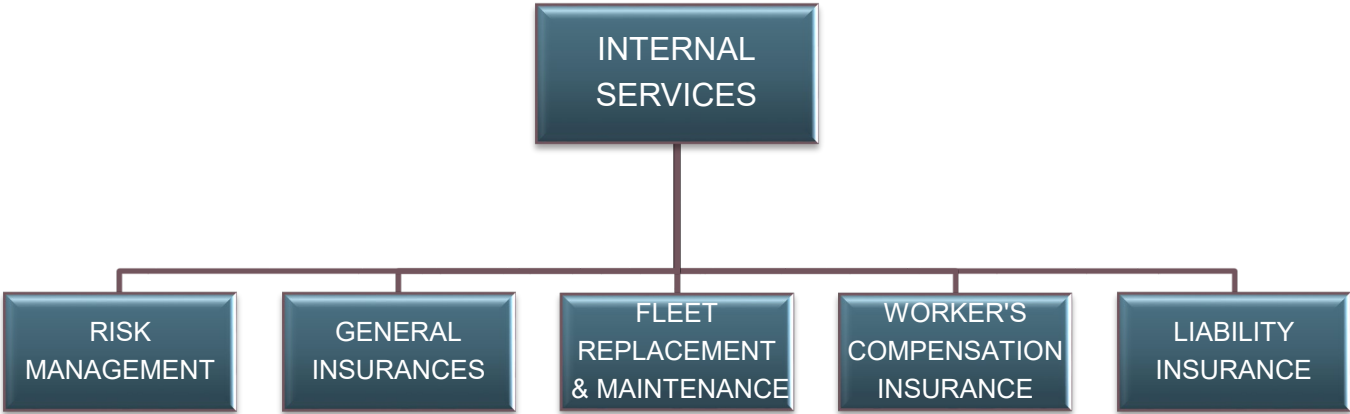 INTERNAL
SERVICES
RISK
MANAGEMENT
GENERAL
INSURANCES
FLEET
REPLACEMENT
& MAINTENANCE
WORKER'S
COMPENSATION
INSURANCE
LIABILITY
INSURANCE